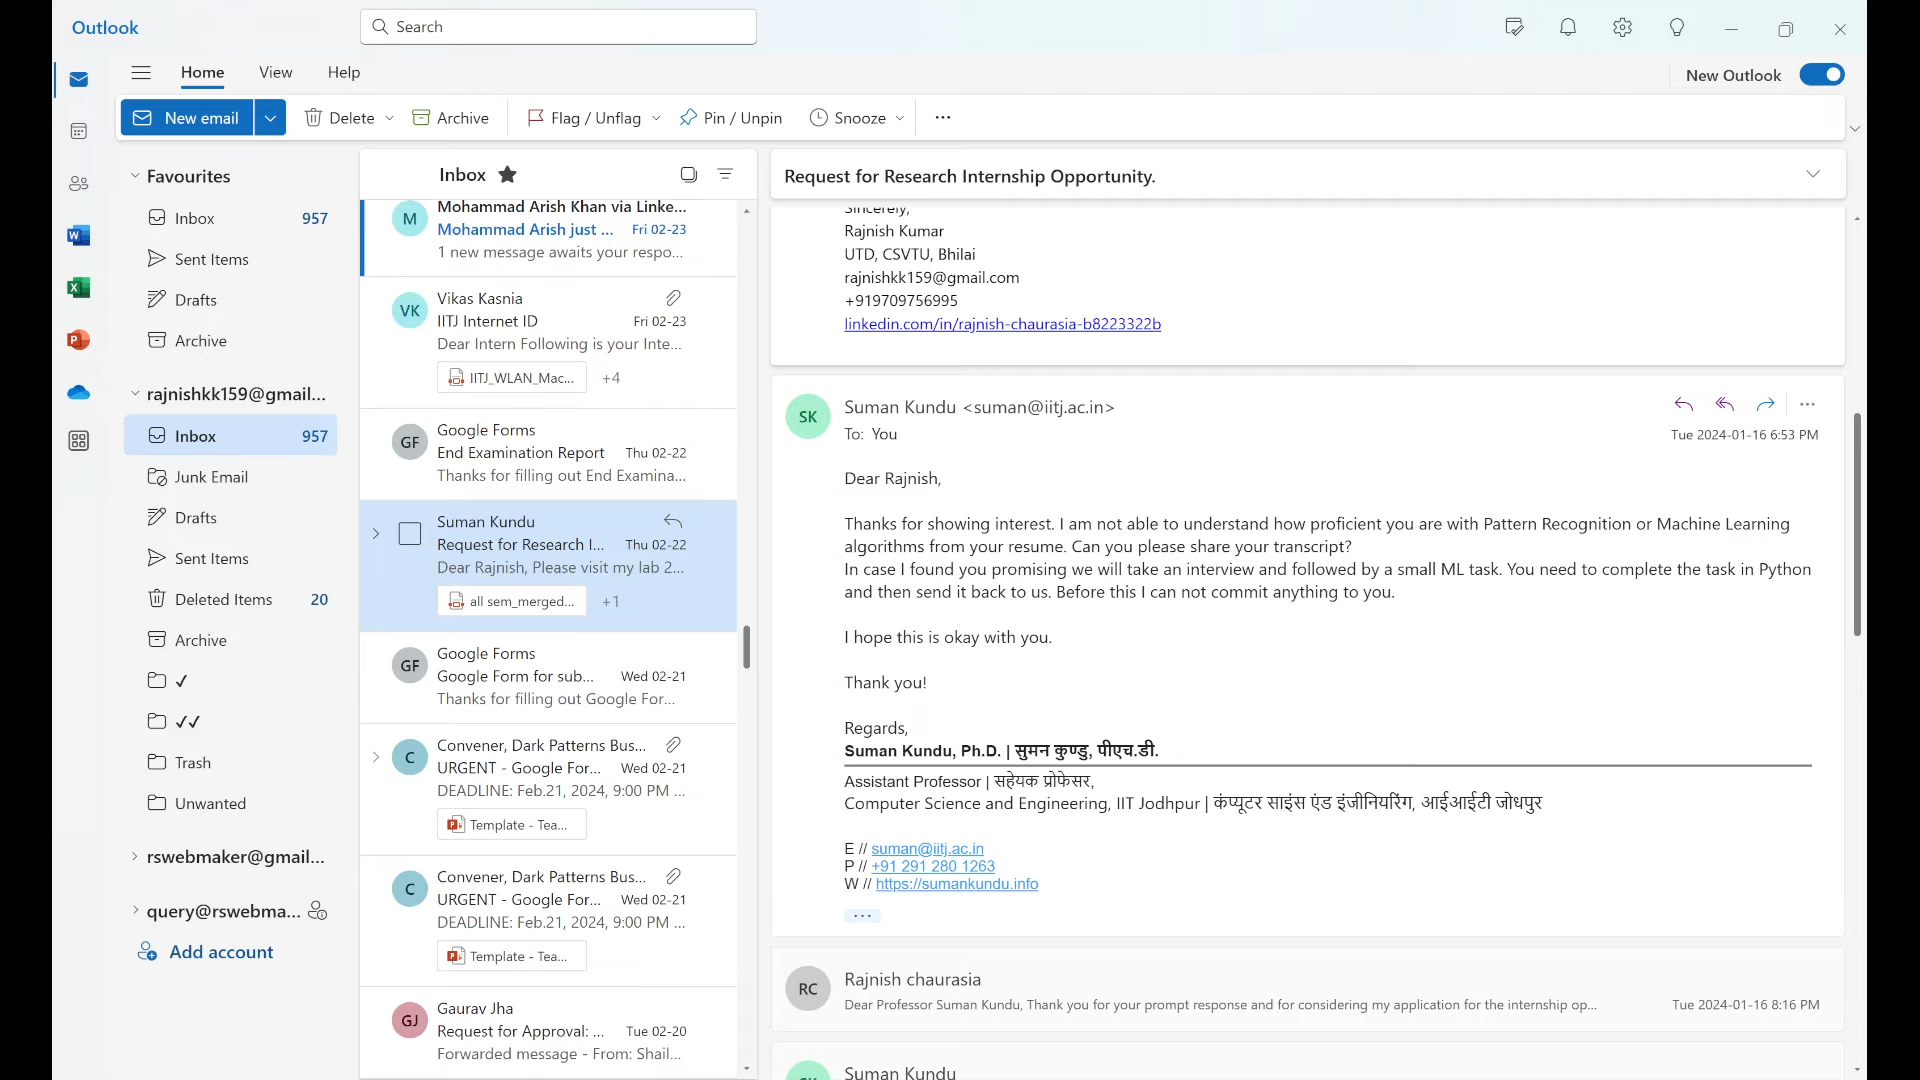 Outlook
Search
Home
View
Help
New Outlook
New email
Delete
Archive
Flag / Unflag
Pin / Unpin
Snooze
Favourites
Inbox 957
Sent Items
Drafts
Archive
rajnishkk159@gmail...
Inbox 957
Junk Email
Drafts
Sent Items
Deleted Items 20
Archive
✓
✓✓
Trash
Unwanted
rswebmaker@gmail...
query@rswebma...
Add account
Inbox
M
Mohammad Arish Khan via Linke...
Mohammad Arish just ... Fri 02-23
1 new message awaits your respo...
VK
Vikas Kasnia
IITJ Internet ID Fri 02-23
Dear Intern Following is your Inte...
IITJ_WLAN_Mac... +4
GF
Google Forms
End Examination Report Thu 02-22
Thanks for filling out End Examina...
Suman Kundu
Request for Research I... Thu 02-22
Dear Rajnish, Please visit my lab 2...
all sem_merged... +1
GF
Google Forms
Google Form for sub... Wed 02-21
Thanks for filling out Google For...
C
Convener, Dark Patterns Bus...
URGENT - Google For... Wed 02-21
DEADLINE: Feb.21, 2024, 9:00 PM ...
Template - Tea...
C
Convener, Dark Patterns Bus...
URGENT - Google For... Wed 02-21
DEADLINE: Feb.21, 2024, 9:00 PM ...
Template - Tea...
GJ
Gaurav Jha
Request for Approval: ... Tue 02-20
Forwarded message - From: Shail...
Request for Research Internship Opportunity.
Sincerely,
Rajnish Kumar
UTD, CSVTU, Bhilai
rajnishkk159@gmail.com
+919709756995
linkedin.com/in/rajnish-chaurasia-b8223322b
SK
Suman Kundu <suman@iitj.ac.in>
To: You
Tue 2024-01-16 6:53 PM
Dear Rajnish,
Thanks for showing interest. I am not able to understand how proficient you are with Pattern Recognition or Machine Learning
algorithms from your resume. Can you please share your transcript?
In case I found you promising we will take an interview and followed by a small ML task. You need to complete the task in Python
and then send it back to us. Before this I can not commit anything to you.
I hope this is okay with you.
Thank you!
Regards,
Suman Kundu, Ph.D. | सुमन कुण्डु, पीएच.डी.
Assistant Professor | सहेयक प्रोफेसर,
Computer Science and Engineering, IIT Jodhpur | कंप्यूटर साइंस एंड इंजीनियरिंग, आईआईटी जोधपुर
E // suman@iitj.ac.in
P // +91 291 280 1263
W // https://sumankundu.info
...
RC
Rajnish chaurasia
Dear Professor Suman Kundu, Thank you for your prompt response and for considering my application for the internship op...
Tue 2024-01-16 8:16 PM
Suman Kundu